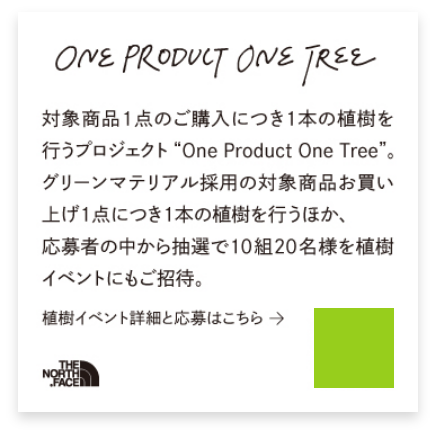 ONE PRODUCT ONE TREE
対象商品1点のご購入につき1本の植樹を
行うプロジェクト“One Product One Tree”。
グリーンマテリアル採用の対象商品お買い
上げ1点につき1本の植樹を行うほか、
応募者の中から抽選で10組20名様を植樹
イベントにもご招待。
植樹イベント詳細と応募はこちら →
THE
NORTH
FACE